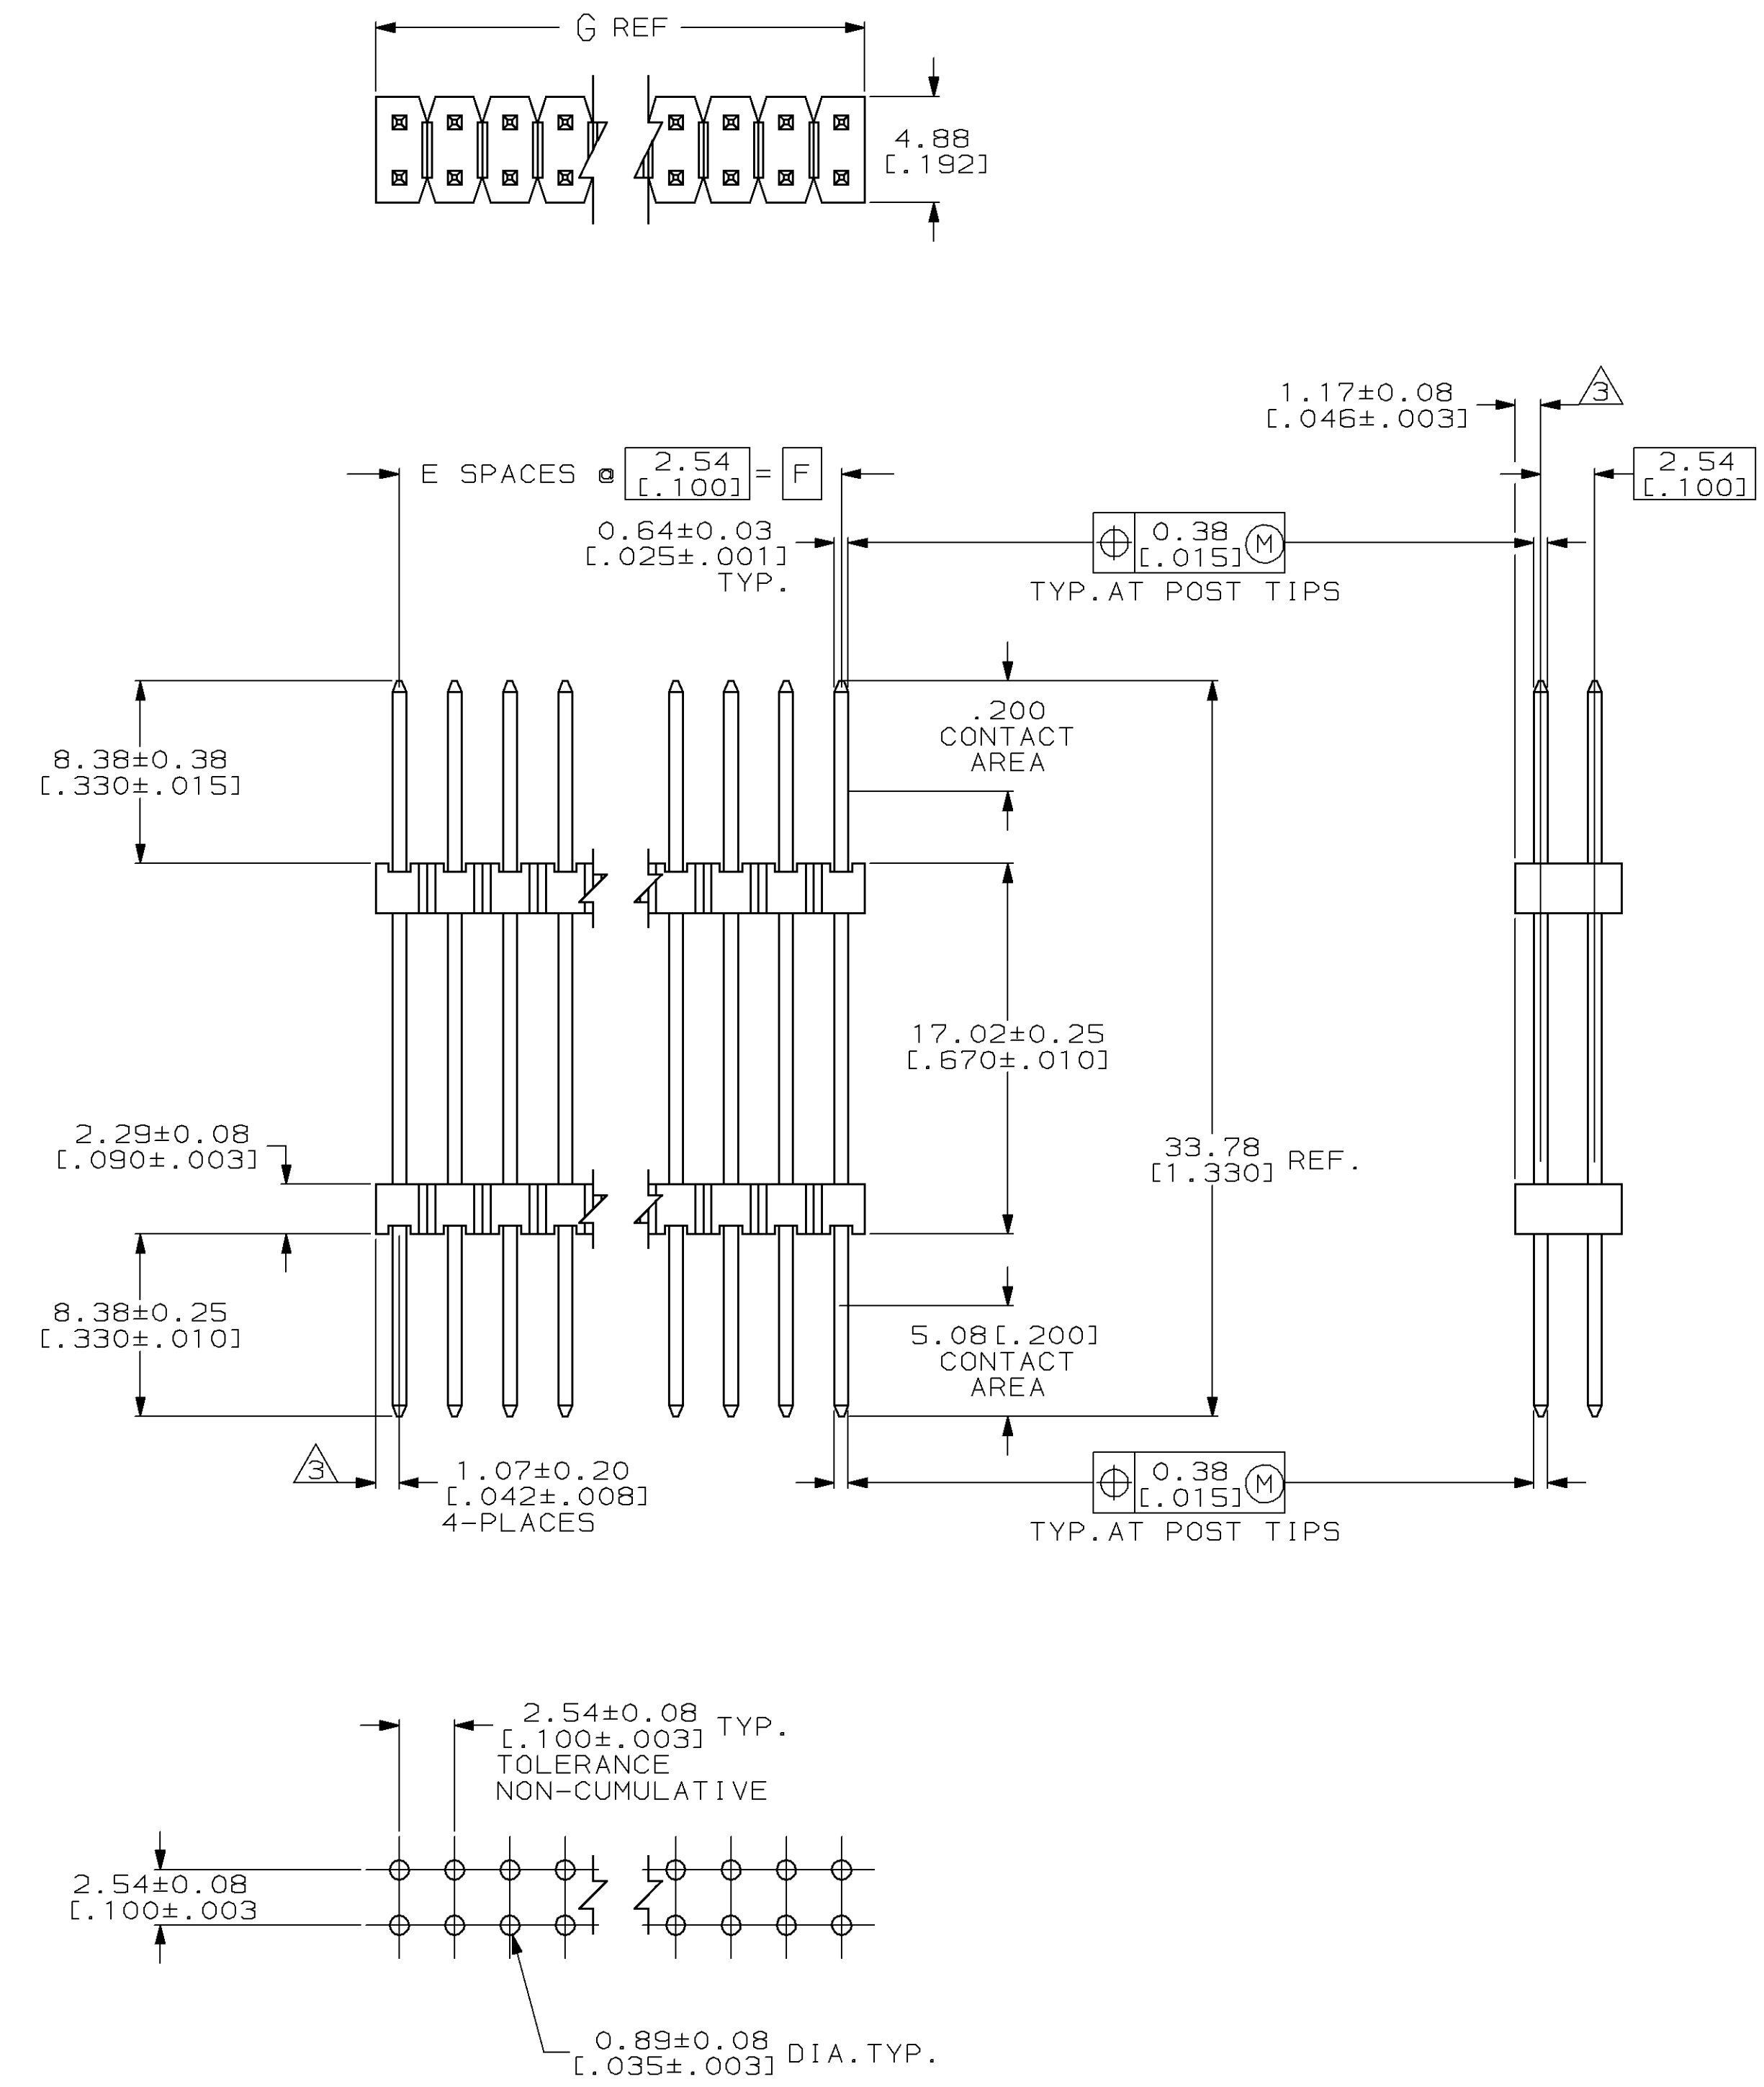 G REF
4.88
[.192]
1.17±0.08
[.046±.003]
3
E SPACES @ 2.54 = F
[.100]
2.54
[.100]
0.64±0.03
[.025±.001]
TYP.
0.38 M
[.015]
TYP.AT POST TIPS
.200
CONTACT
AREA
8.38±0.38
[.330±.015]
17.02±0.25
[.670±.010]
2.29±0.08
[.090±.003]
33.78 REF.
[1.330]
8.38±0.25
[.330±.010]
5.08[.200]
CONTACT
AREA
3
1.07±0.20
[.042±.008]
4-PLACES
0.38 M
[.015]
TYP.AT POST TIPS
2.54±0.08 TYP.
[.100±.003]
TOLERANCE
NON-CUMULATIVE
2.54±0.08
[.100±.003
0.89±0.08 DIA.TYP.
[.035±.003]